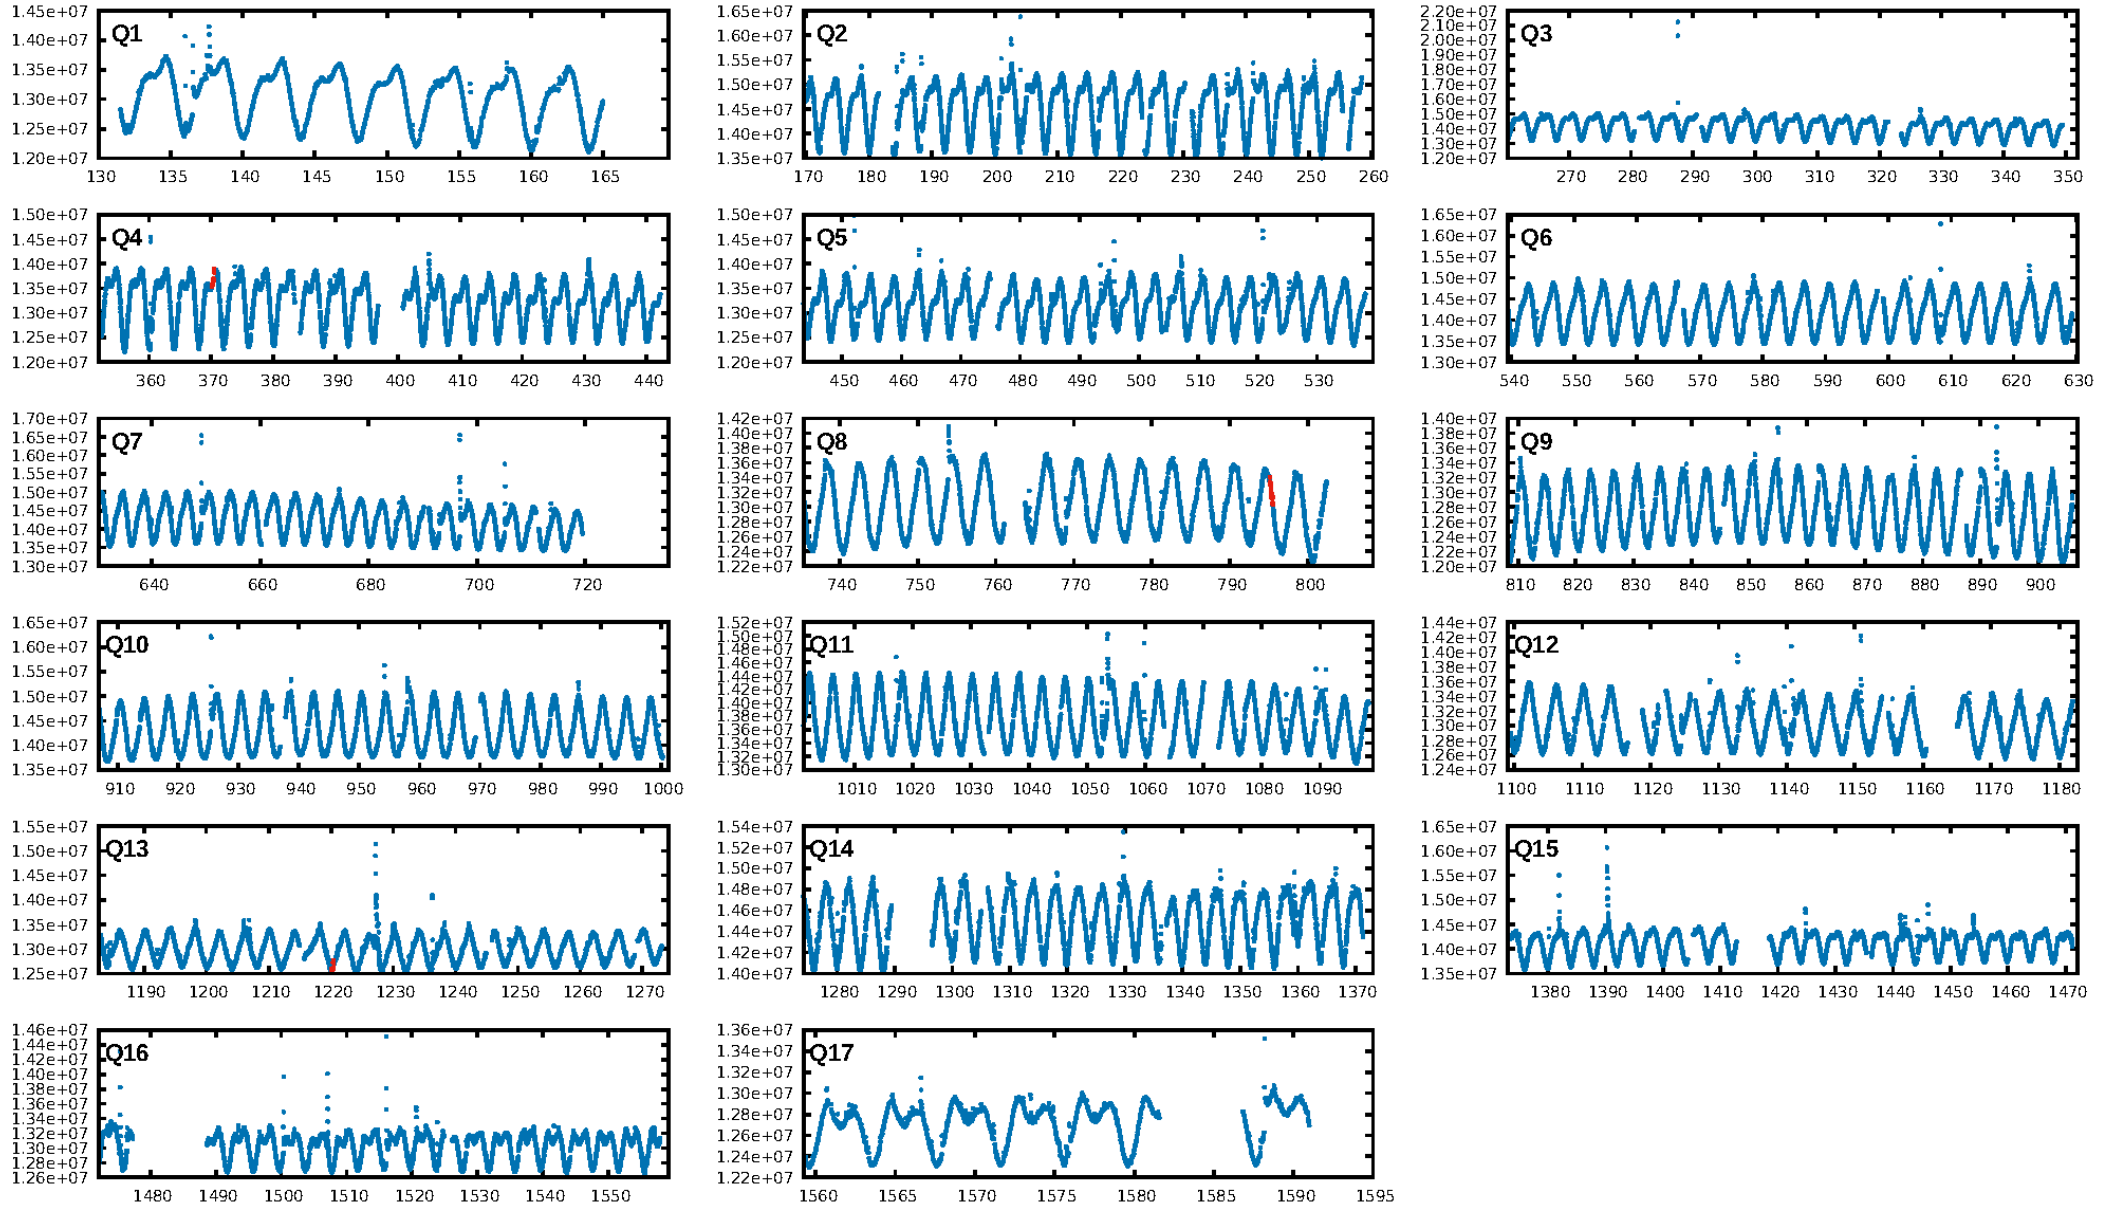 1.45e+07 1.40e+07 1.35e+07 1.30e+07 1.25e+07 1.20e+07
Q1
130 135 140 145 150 155 160 165
1.65e+07 1.60e+07 1.55e+07 1.50e+07 1.45e+07 1.40e+07 1.35e+07
Q2
170 180 190 200 210 220 230 240 250 260
2.20e+07 2.10e+07 2.00e+07 1.90e+07 1.80e+07 1.70e+07 1.60e+07 1.50e+07 1.40e+07 1.30e+07 1.20e+07
Q3
270 280 290 300 310 320 330 340 350
1.50e+07 1.45e+07 1.40e+07 1.35e+07 1.30e+07 1.25e+07 1.20e+07
Q4
360 370 380 390 400 410 420 430 440
1.50e+07 1.45e+07 1.40e+07 1.35e+07 1.30e+07 1.25e+07 1.20e+07
Q5
450 460 470 480 490 500 510 520 530
1.65e+07 1.60e+07 1.55e+07 1.50e+07 1.45e+07 1.40e+07 1.35e+07 1.30e+07
Q6
540 550 560 570 580 590 600 610 620 630
1.70e+07 1.65e+07 1.60e+07 1.55e+07 1.50e+07 1.45e+07 1.40e+07 1.35e+07 1.30e+07
Q7
640 660 680 700 720
1.42e+07 1.40e+07 1.38e+07 1.36e+07 1.34e+07 1.32e+07 1.30e+07 1.28e+07 1.26e+07 1.24e+07 1.22e+07
Q8
740 750 760 770 780 790 800
1.40e+07 1.38e+07 1.36e+07 1.34e+07 1.32e+07 1.30e+07 1.28e+07 1.26e+07 1.24e+07 1.22e+07 1.20e+07
Q9
810 820 830 840 850 860 870 880 890 900
1.65e+07 1.60e+07 1.55e+07 1.50e+07 1.45e+07 1.40e+07 1.35e+07
Q10
910 920 930 940 950 960 970 980 990 1000
1.52e+07 1.50e+07 1.48e+07 1.46e+07 1.44e+07 1.42e+07 1.40e+07 1.38e+07 1.36e+07 1.34e+07 1.32e+07 1.30e+07
Q11
1010 1020 1030 1040 1050 1060 1070 1080 1090
1.44e+07 1.42e+07 1.40e+07 1.38e+07 1.36e+07 1.34e+07 1.32e+07 1.30e+07 1.28e+07 1.26e+07 1.24e+07
Q12
1100 1110 1120 1130 1140 1150 1160 1170 1180
1.55e+07 1.50e+07 1.45e+07 1.40e+07 1.35e+07 1.30e+07 1.25e+07
Q13
1190 1200 1210 1220 1230 1240 1250 1260 1270
1.54e+07 1.52e+07 1.50e+07 1.48e+07 1.46e+07 1.44e+07 1.42e+07 1.40e+07
Q14
1280 1290 1300 1310 1320 1330 1340 1350 1360 1370
1.65e+07 1.60e+07 1.55e+07 1.50e+07 1.45e+07 1.40e+07 1.35e+07
Q15
1380 1390 1400 1410 1420 1430 1440 1450 1460 1470
1.46e+07 1.44e+07 1.42e+07 1.40e+07 1.38e+07 1.36e+07 1.34e+07 1.32e+07 1.30e+07 1.28e+07 1.26e+07
Q16
1480 1490 1500 1510 1520 1530 1540 1550
1.36e+07 1.34e+07 1.32e+07 1.30e+07 1.28e+07 1.26e+07 1.24e+07 1.22e+07
Q17
1560 1565 1570 1575 1580 1585 1590 1595